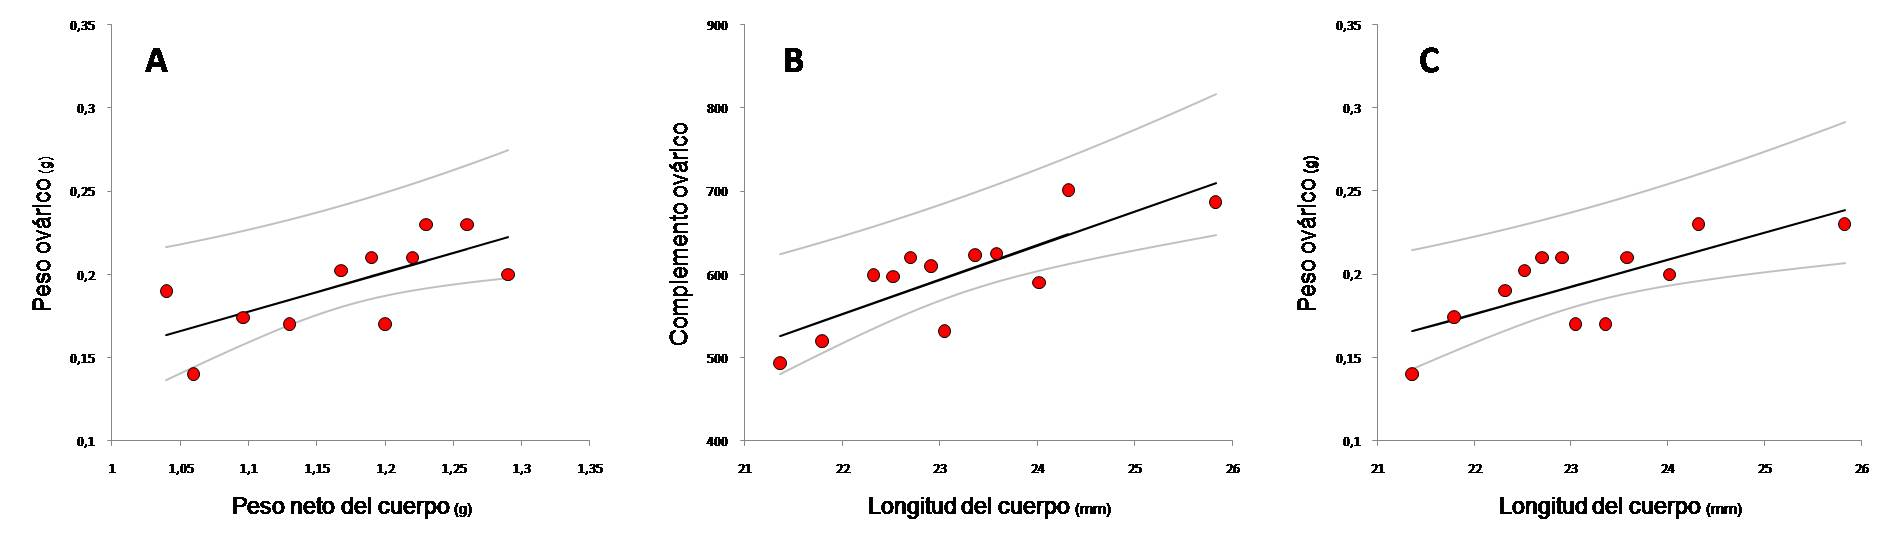 A
Peso ovárico (g)
0,35
0,3
0,25
0,2
0,15
0,1
1 1,05 1,1 1,15 1,2 1,25 1,3 1,35
Peso neto del cuerpo (g)
B
Complemento ovárico
900
800
700
600
500
400
21 22 23 24 25 26
Longitud del cuerpo (mm)
C
Peso ovárico (g)
0,35
0,3
0,25
0,2
0,15
0,1
21 22 23 24 25 26
Longitud del cuerpo (mm)